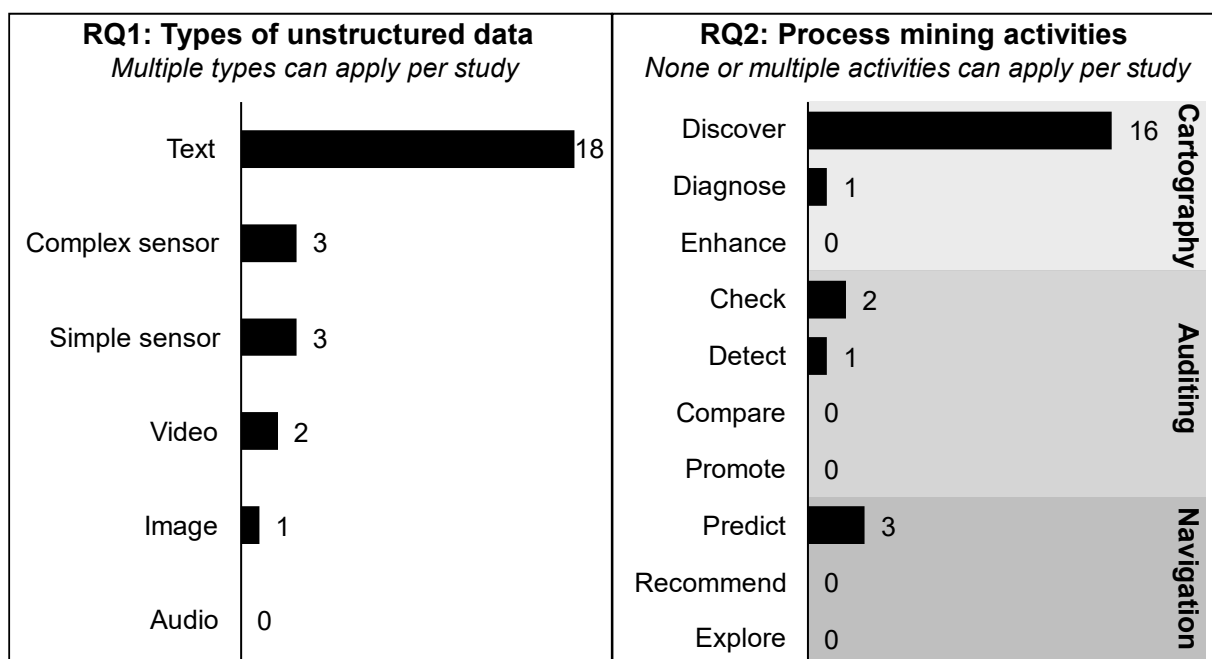 RQ1: Types of unstructured data
Multiple types can apply per study
Text 18
Complex sensor 3
Simple sensor 3
Video 2
Image 1
Audio 0
RQ2: Process mining activities
None or multiple activities can apply per study
Cartography
Discover 16
Diagnose 1
Enhance 0
Auditing
Check 2
Detect 1
Compare 0
Promote 0
Navigation
Predict 3
Recommend 0
Explore 0